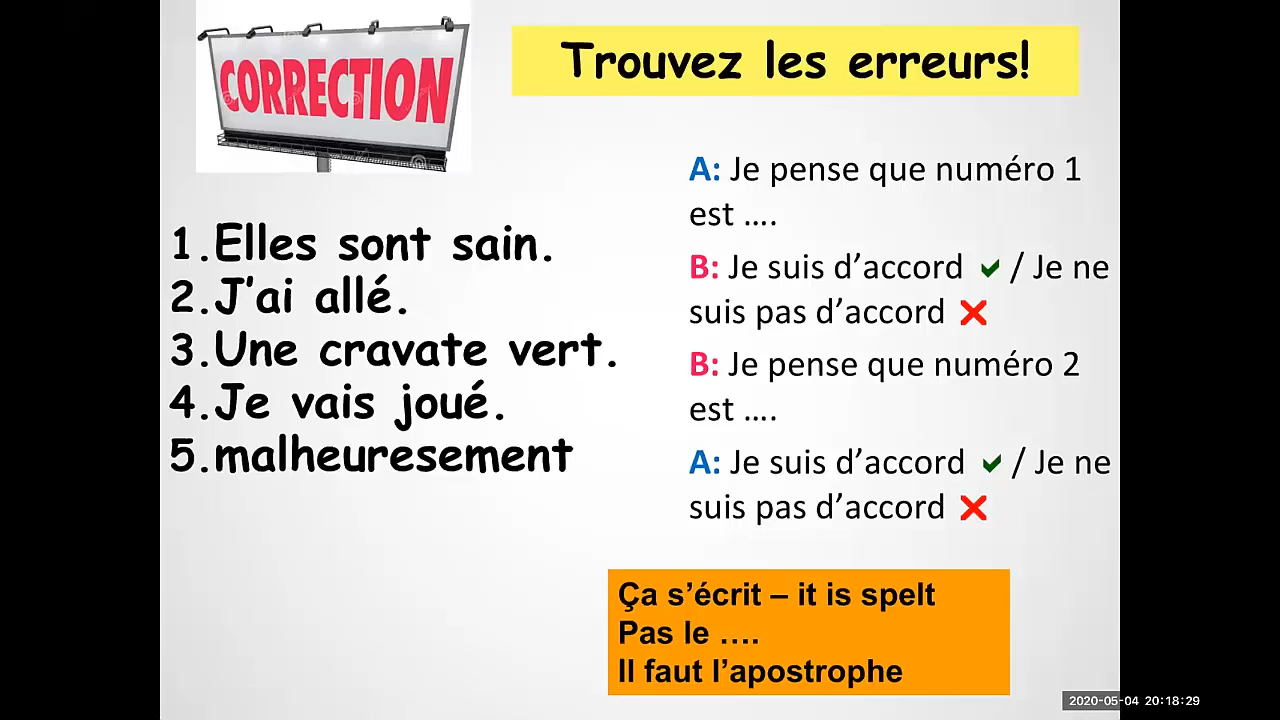 CORRECTION
Trouvez les erreurs!
1.Elles sont sain.
2.J’ai allé.
3.Une cravate vert.
4.Je vais joué.
5.malheuresement
A: Je pense que numéro 1
est ….
B: Je suis d’accord ✔ / Je ne
suis pas d’accord ❌
B: Je pense que numéro 2
est ….
A: Je suis d’accord ✔ / Je ne
suis pas d’accord ❌
Ça s’écrit – it is spelt
Pas le ….
Il faut l’apostrophe
2020-05-04 20:18:29